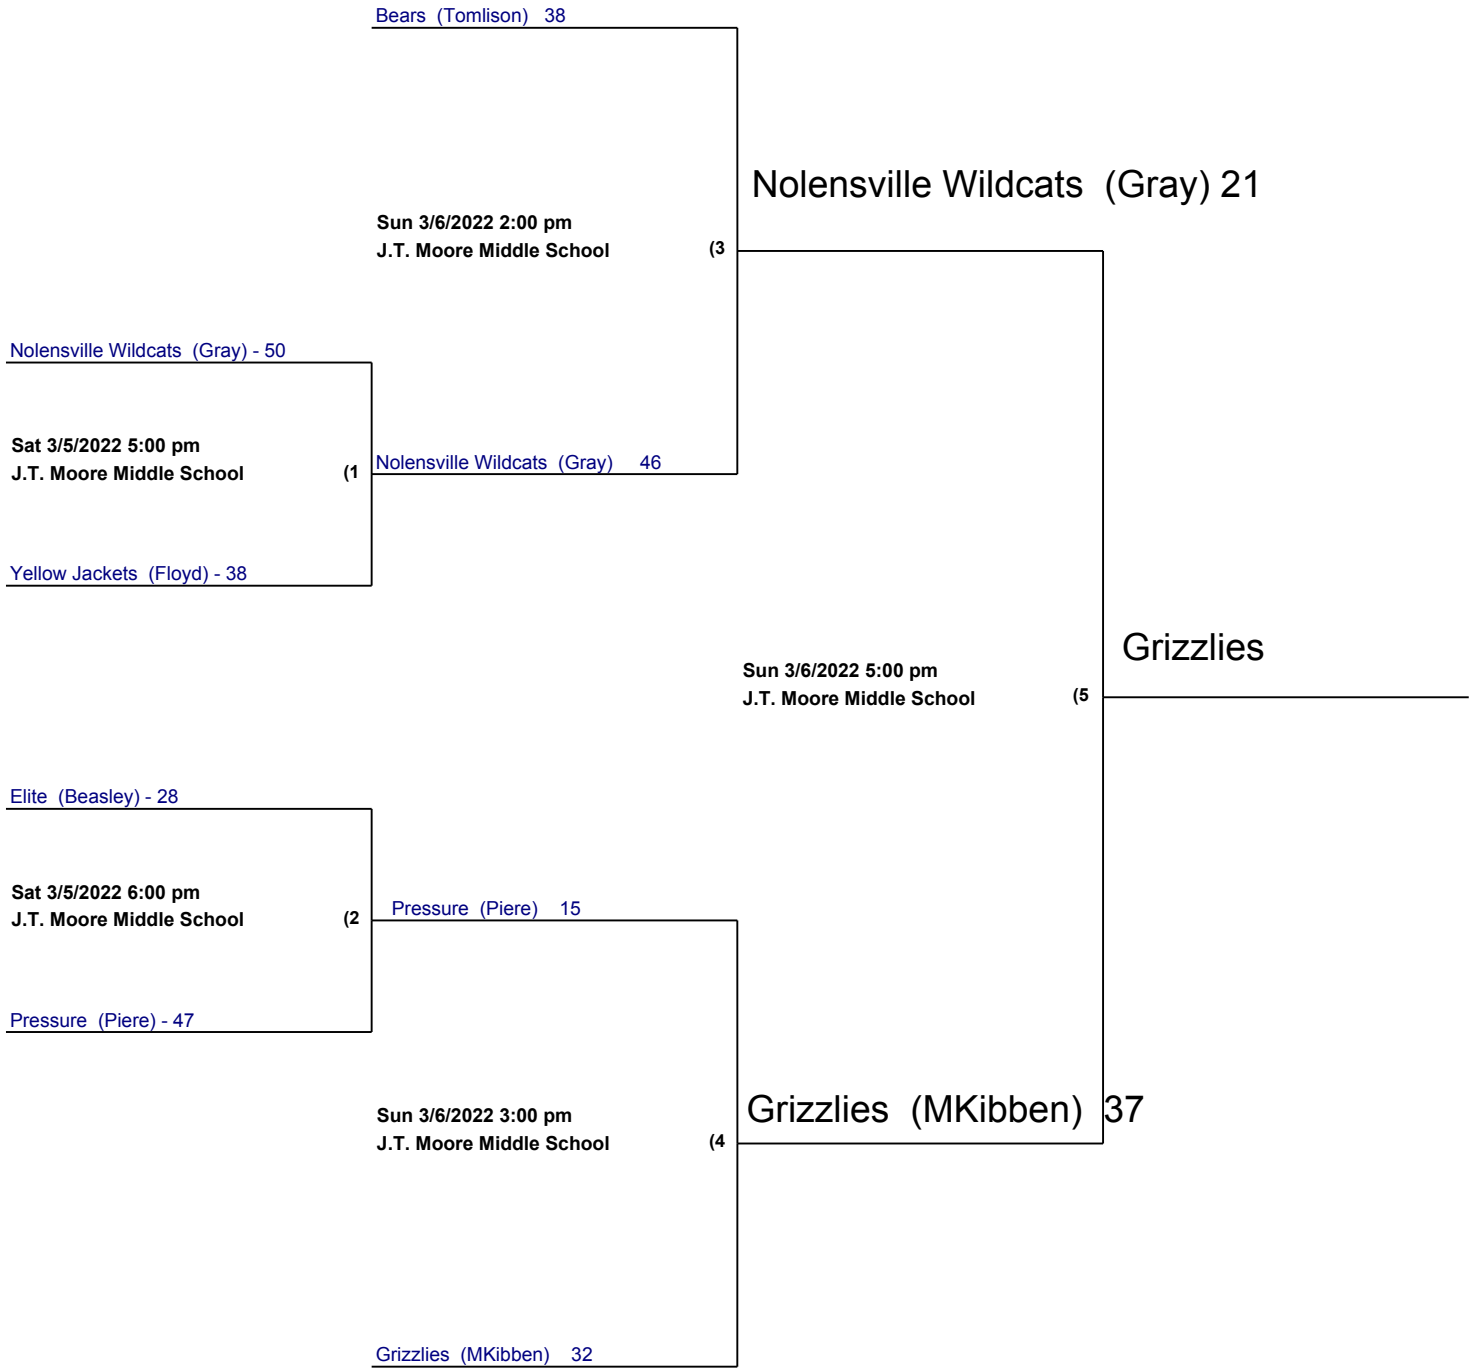 Bears (Tomlison) 38
Nolensville Wildcats (Gray) 21
Sun 3/6/2022 2:00 pm
J.T. Moore Middle School (3
Nolensville Wildcats (Gray) - 50
Sat 3/5/2022 5:00 pm
J.T. Moore Middle School (1
Nolensville Wildcats (Gray) 46
Yellow Jackets (Floyd) - 38
Grizzlies
Sun 3/6/2022 5:00 pm
J.T. Moore Middle School (5
Elite (Beasley) - 28
Sat 3/5/2022 6:00 pm
J.T. Moore Middle School (2
Pressure (Piere) 15
Pressure (Piere) - 47
Grizzlies (MKibben) 37
Sun 3/6/2022 3:00 pm
J.T. Moore Middle School (4
Grizzlies (MKibben) 32